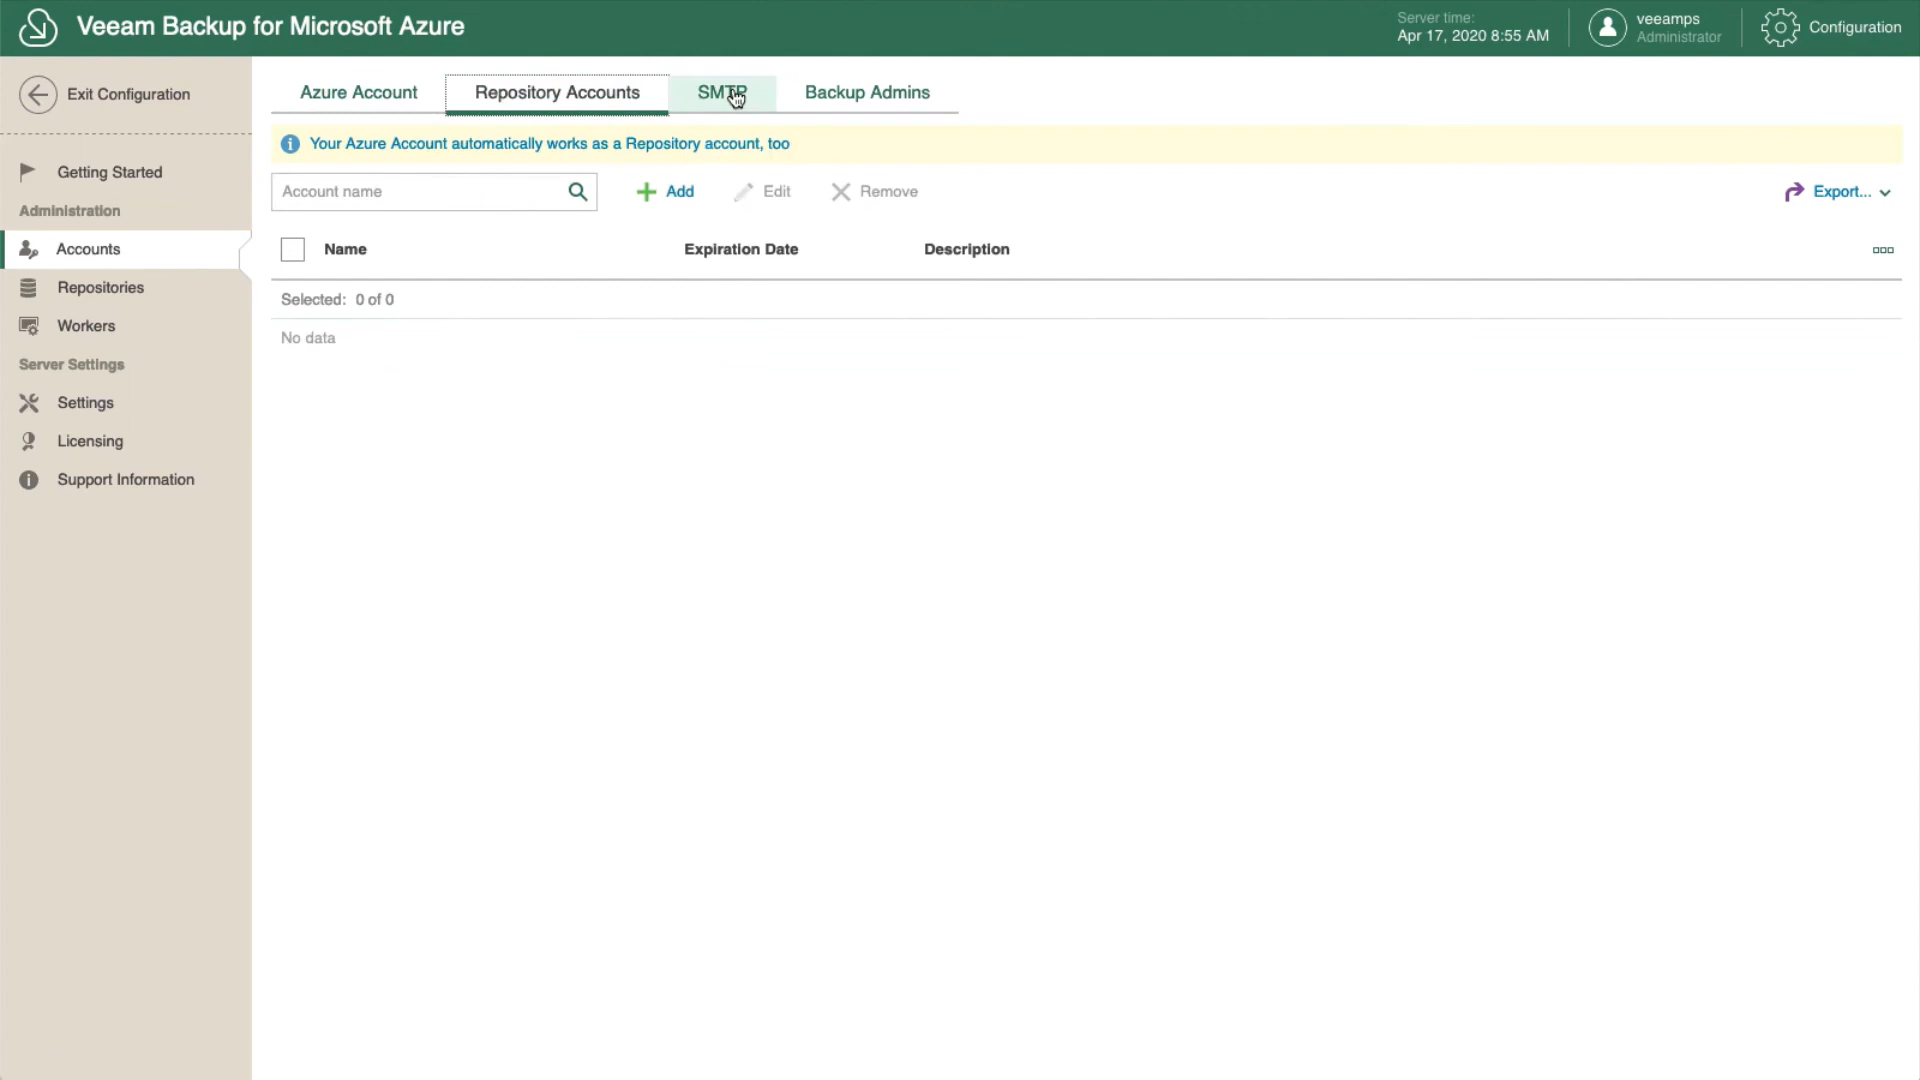 Veeam Backup for Microsoft Azure
Server time:
Apr 17, 2020 8:55 AM
veeamps
Administrator
Configuration
Exit Configuration
Getting Started
Administration
Accounts
Repositories
Workers
Server Settings
Settings
Licensing
Support Information
Azure Account
Repository Accounts
SMTP
Backup Admins
Your Azure Account automatically works as a Repository account, too
Account name
Add
Edit
Remove
Export...
Name
Expiration Date
Description
Selected: 0 of 0
No data